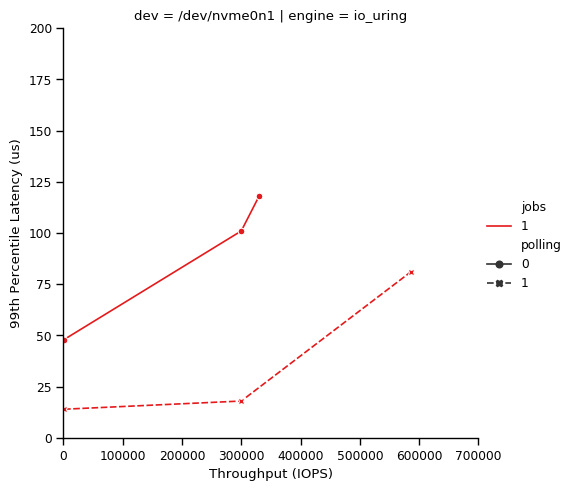 dev = /dev/nvme0n1 | engine = io_uring
99th Percentile Latency (us)
200
175
150
125
100
75
50
25
0
0 100000 200000 300000 400000 500000 600000 700000
Throughput (IOPS)
jobs
1
polling
0
1